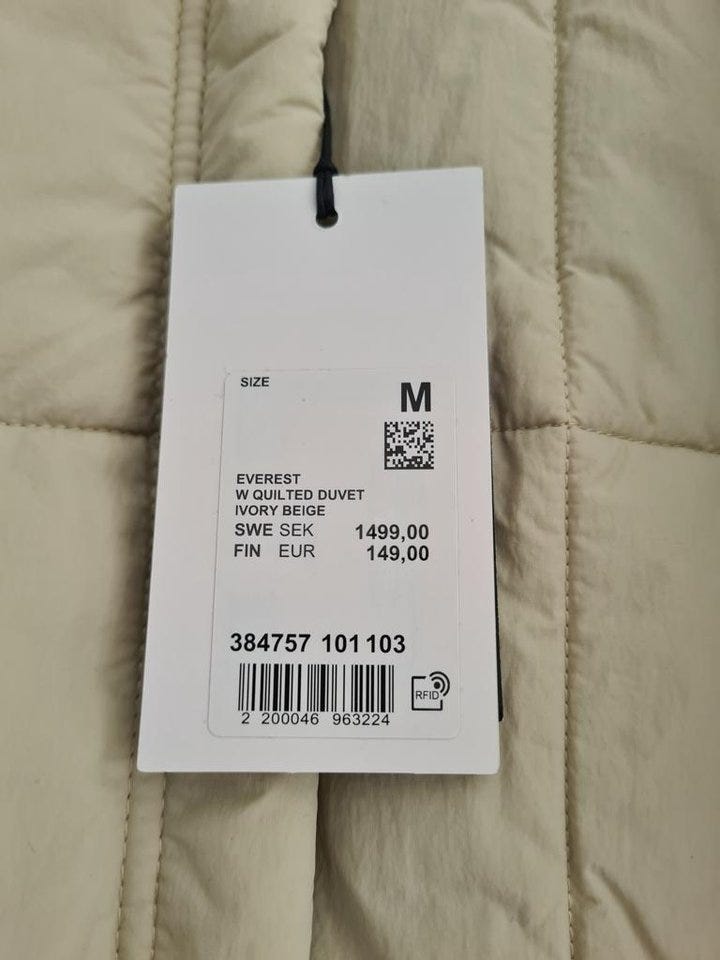 SIZE
M
EVEREST
W QUILTED DUVET
IVORY BEIGE
SWE SEK 1499,00
FIN EUR 149,00
384757 101 103
2 200046 963224
RFID